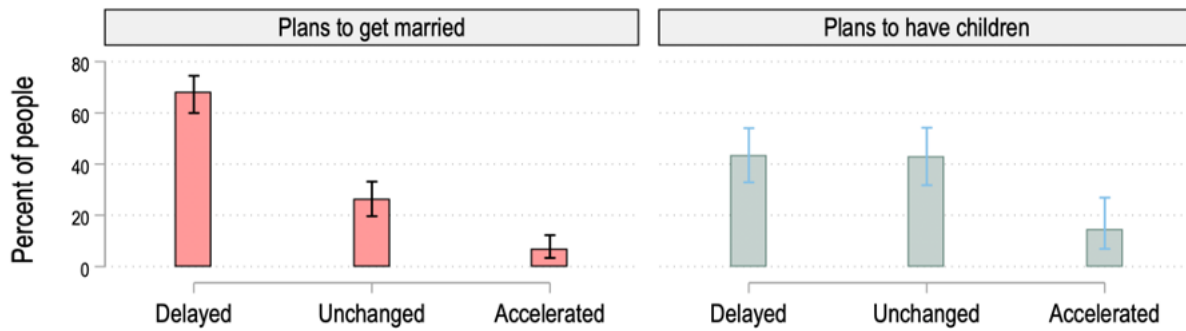 Plans to get married
Plans to have children
Percent of people
80
60
40
20
0
Delayed
Unchanged
Accelerated
Delayed
Unchanged
Accelerated